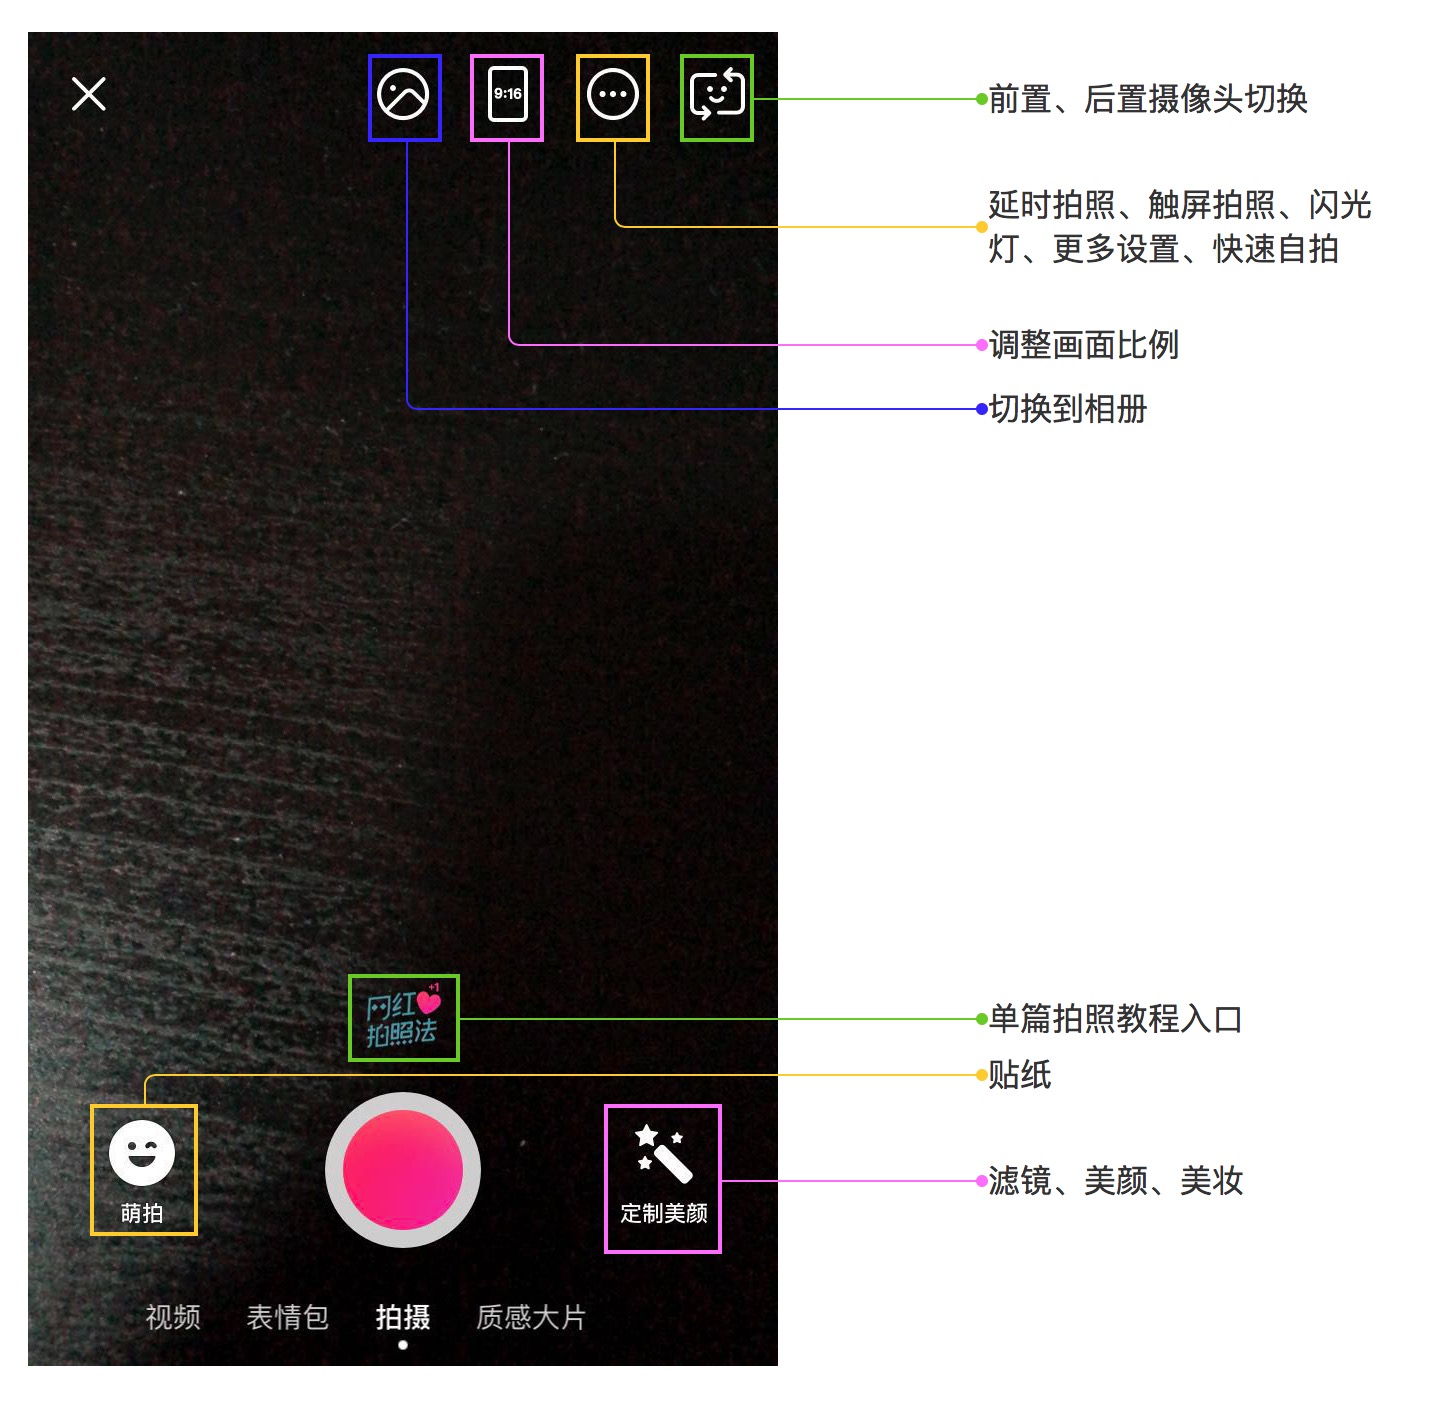 9:16
前置、后置摄像头切换
延时拍照、触屏拍照、闪光
灯、更多设置、快速自拍
调整画面比例
切换到相册
+1
网红
拍照法
单篇拍照教程入口
贴纸
萌拍
定制美颜
滤镜、美颜、美妆
视频 表情包 拍摄 质感大片